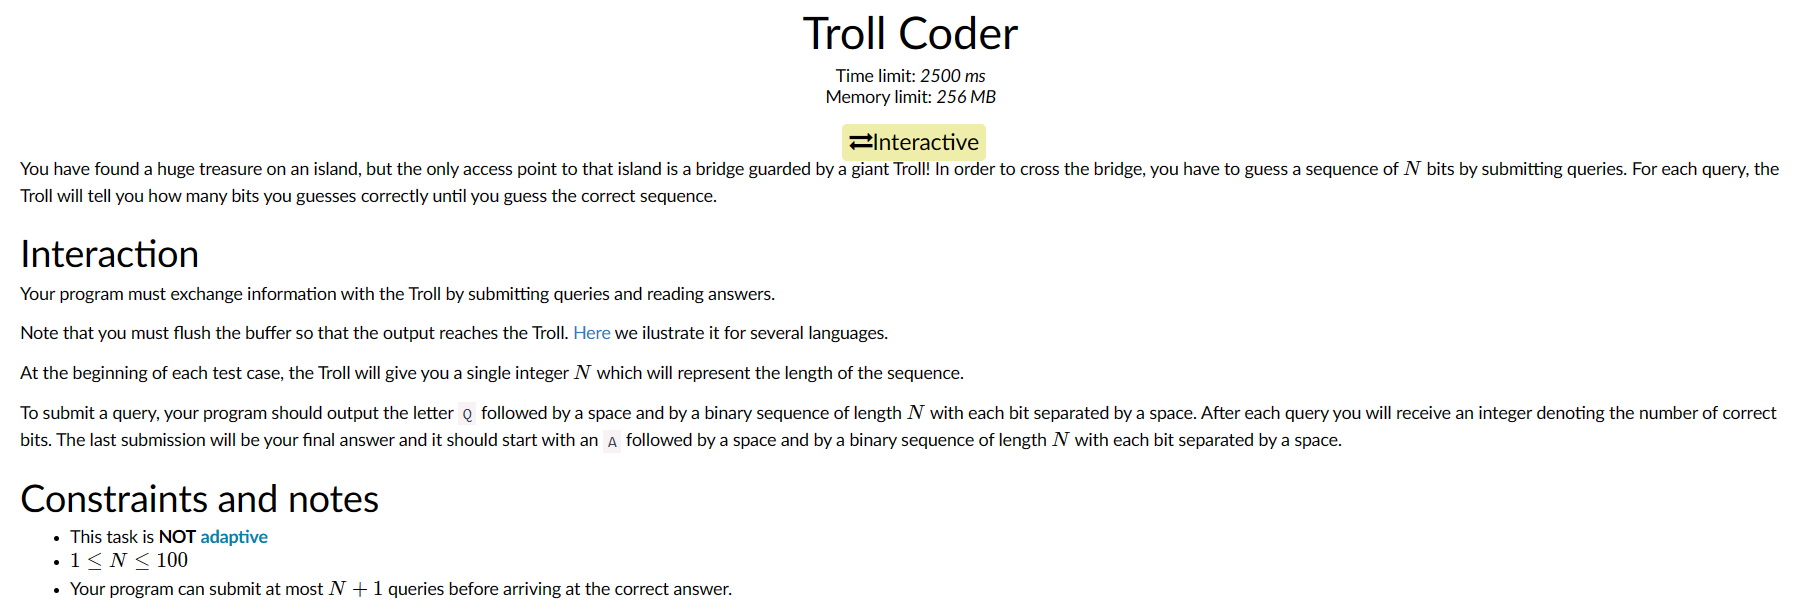 Troll Coder
Time limit: 2500 ms
Memory limit: 256 MB
Interactive
You have found a huge treasure on an island, but the only access point to that island is a bridge guarded by a giant Troll! In order to cross the bridge, you have to guess a sequence of N bits by submitting queries. For each query, the
Troll will tell you how many bits you guesses correctly until you guess the correct sequence.
Interaction
Your program must exchange information with the Troll by submitting queries and reading answers.
Note that you must flush the buffer so that the output reaches the Troll. Here we ilustrate it for several languages.
At the beginning of each test case, the Troll will give you a single integer N which will represent the length of the sequence.
To submit a query, your program should output the letter Q followed by a space and by a binary sequence of length N with each bit separated by a space. After each query you will receive an integer denoting the number of correct
bits. The last submission will be your final answer and it should start with an A followed by a space and by a binary sequence of length N with each bit separated by a space.
Constraints and notes
• This task is NOT adaptive
• 1 ≤ N ≤ 100
• Your program can submit at most N + 1 queries before arriving at the correct answer.